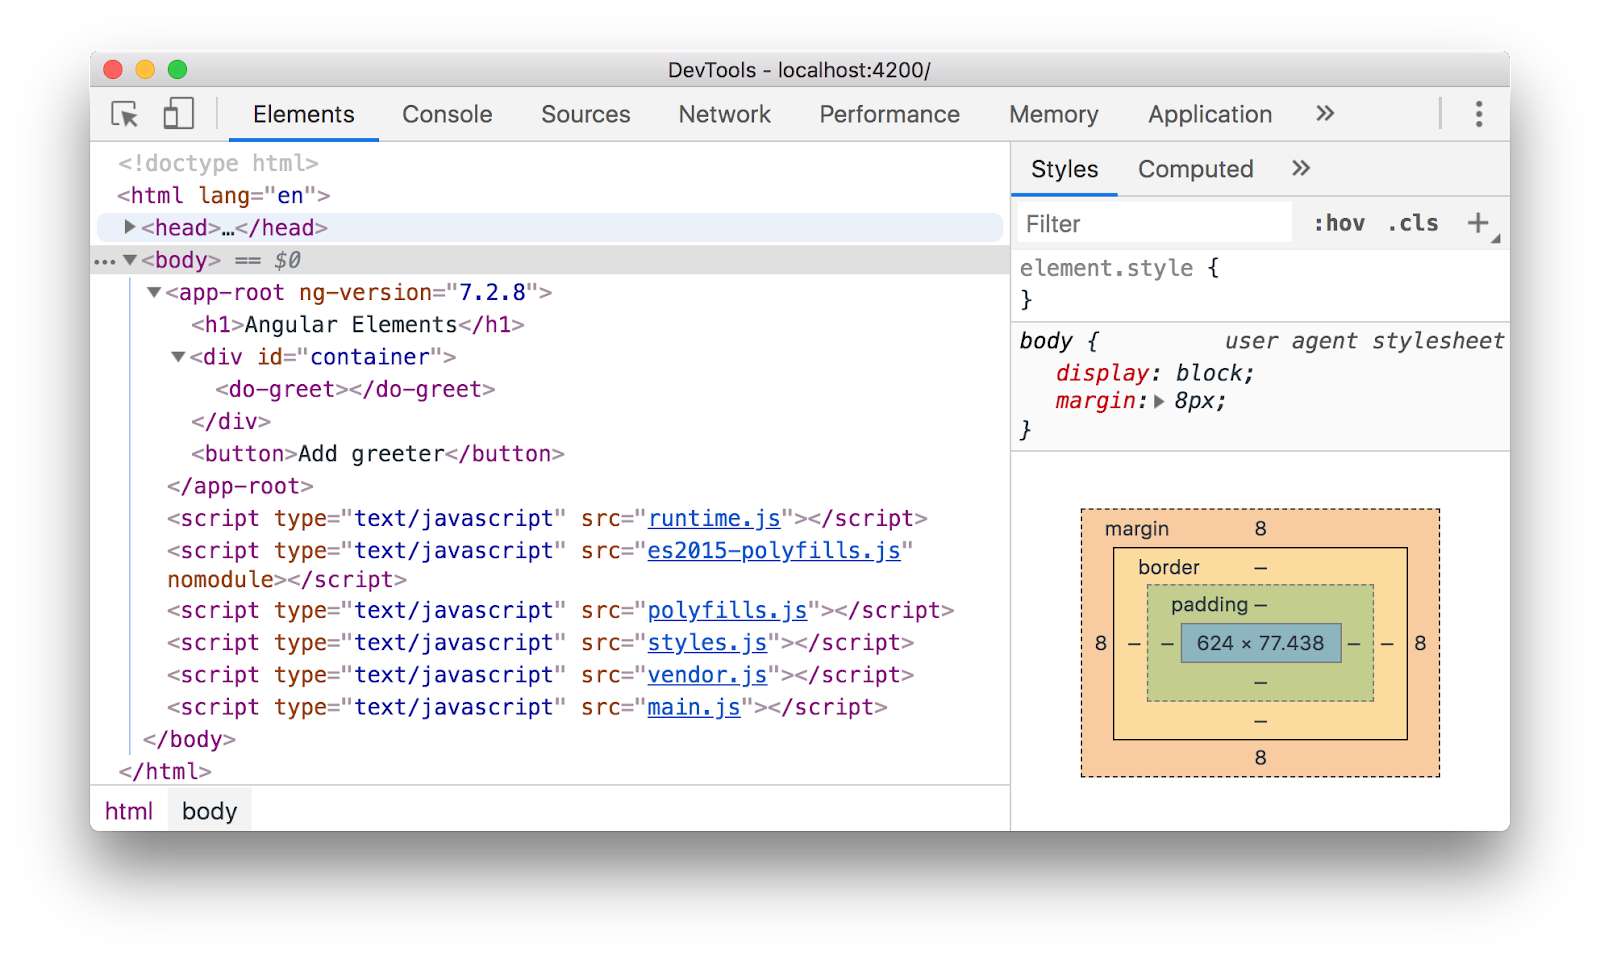 DevTools - localhost:4200/
Elements Console Sources Network Performance Memory Application »
<!doctype html>
<html lang="en">
<head>…</head>
… <body> == $0
<app-root ng-version="7.2.8">
<h1>Angular Elements</h1>
<div id="container">
<do-greet></do-greet>
</div>
<button>Add greeter</button>
</app-root>
<script type="text/javascript" src="runtime.js"></script>
<script type="text/javascript" src="es2015-polyfills.js"
nomodule></script>
<script type="text/javascript" src="polyfills.js"></script>
<script type="text/javascript" src="styles.js"></script>
<script type="text/javascript" src="vendor.js"></script>
<script type="text/javascript" src="main.js"></script>
</body>
</html>
html body
Styles Computed »
Filter :hov .cls +
element.style {
}
body { user agent stylesheet
display: block;
margin: 8px;
}
margin 8
border –
padding –
8 – – 624 × 77.438 – – 8
–
–
8